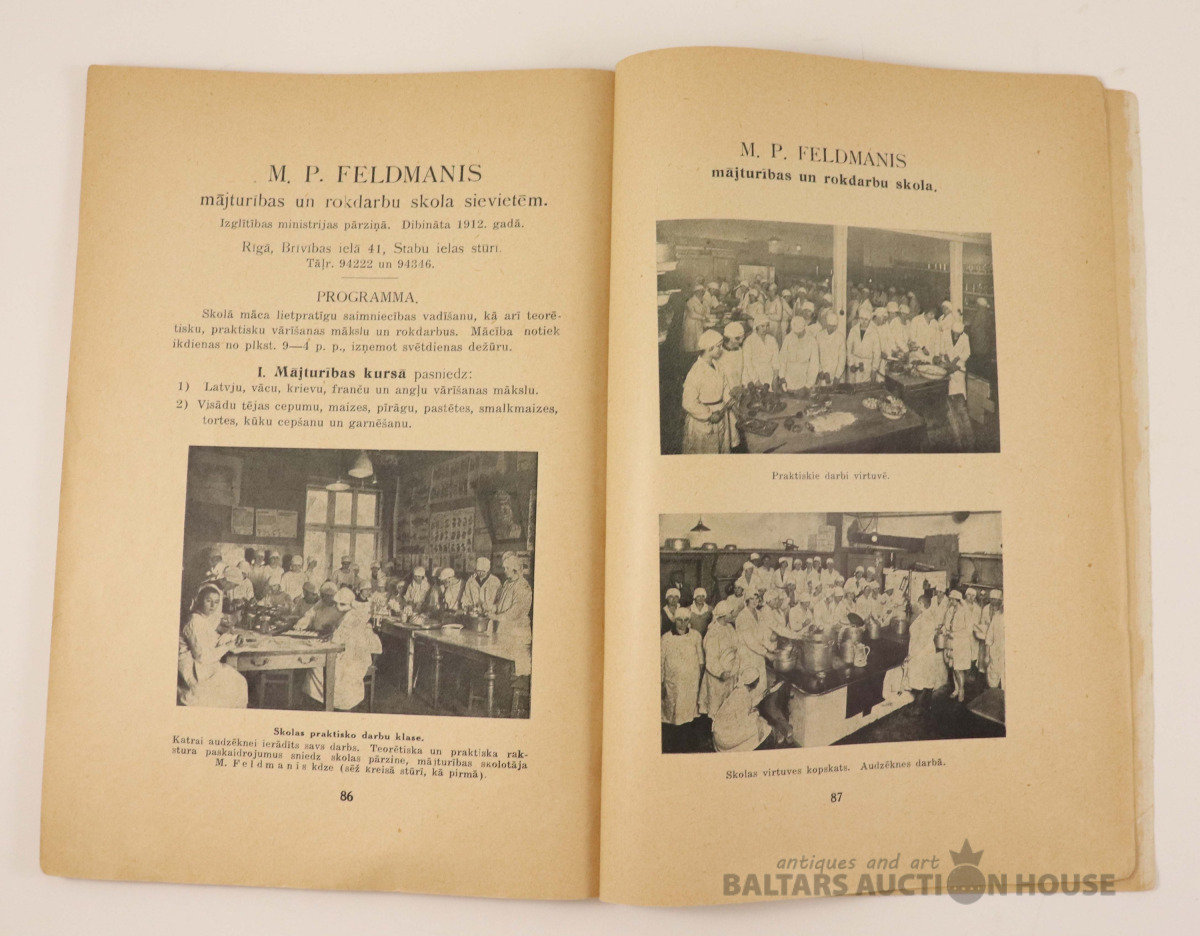 M. P. FELDMANIS
mājturības un rokdarbu skola sievietēm.
Izglītības ministrijas pārziņā. Dibināta 1912. gadā.
Rīgā, Brīvības ielā 41, Stabu ielas stūrī.
Tāļr. 94222 un 94346.
PROGRAMMA.
Skolā māca lietpratīgu saimniecības vadīšanu, kā arī teorē-
tisku, praktisku vārīšanas mākslu un rokdarbus. Mācība notiek
ikdienas no plkst. 9—4 p. p., izņemot svētdienas dežūru.
I. Mājturības kursā pasniedz:
1) Latvju, vācu, krievu, franču un angļu vārīšanas mākslu.
2) Visādu tējas cepumu, maizes, pīrāgu, pastētes, smalkmaizes,
tortes, kūku cepšanu un garnēšanu.
Skolas praktisko darbu klase.
Katrai audzēknei ierādīts savs darbs. Teorētiska un praktiska rak-
stura paskaidrojumus sniedz skolas pārzine, mājturības skolotāja
M. Feldmanis kdze (sēž kreisā stūrī, kā pirmā).
86
M. P. FELDMANIS
mājturības un rokdarbu skola.
Praktiskie darbi virtuvē.
Skolas virtuves kopskats. Audzēknes darbā.
87
antiques and art
BALTARS AUCTION HOUSE